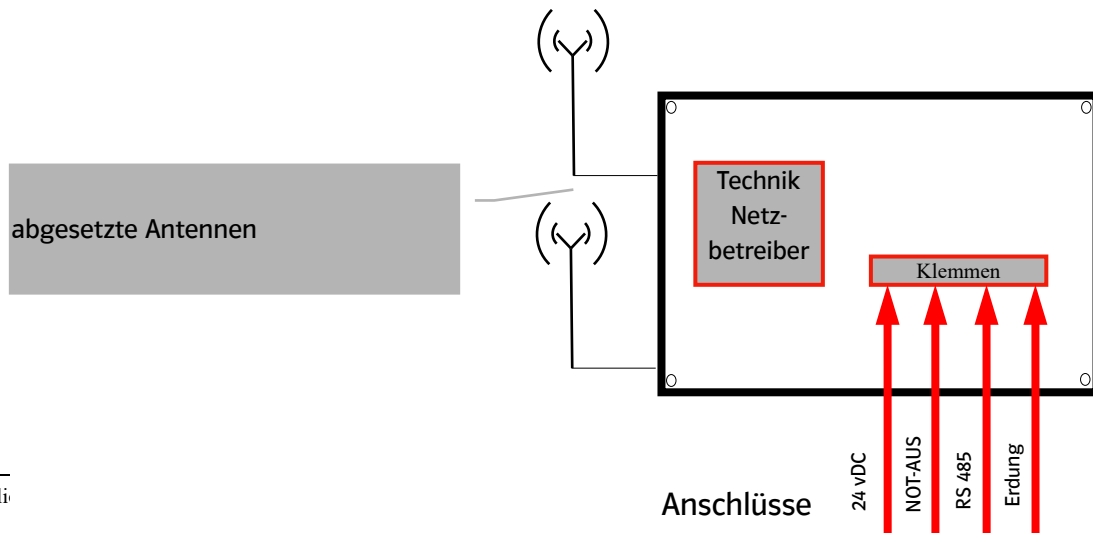 abgesetzte Antennen
Technik
Netz-
betreiber
Klemmen
Anschlüsse
24 vDC
NOT-AUS
RS 485
Erdung